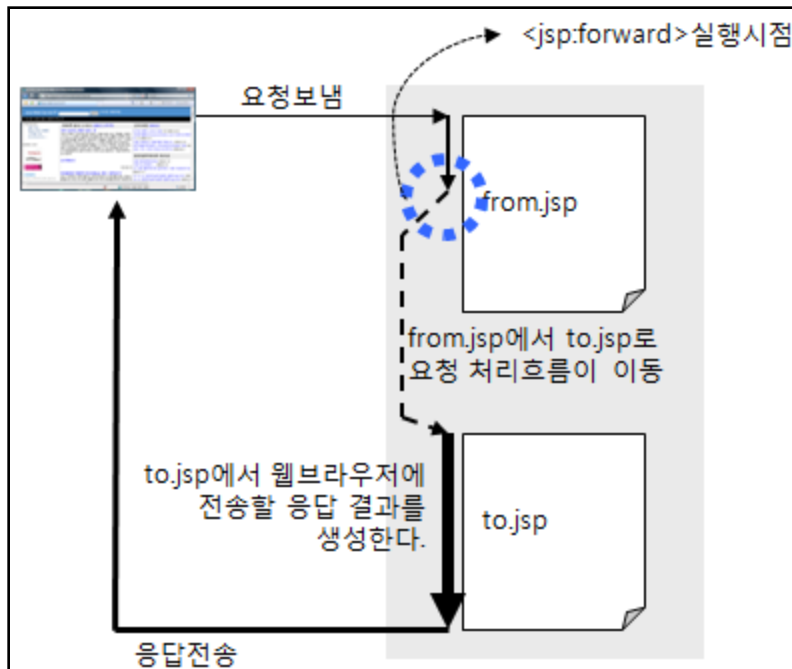 <jsp:forward>실행시점
요청보냄
from.jsp
from.jsp에서 to.jsp로
요청 처리흐름이 이동
to.jsp에서 웹브라우저에
전송할 응답 결과를
생성한다.
to.jsp
응답전송